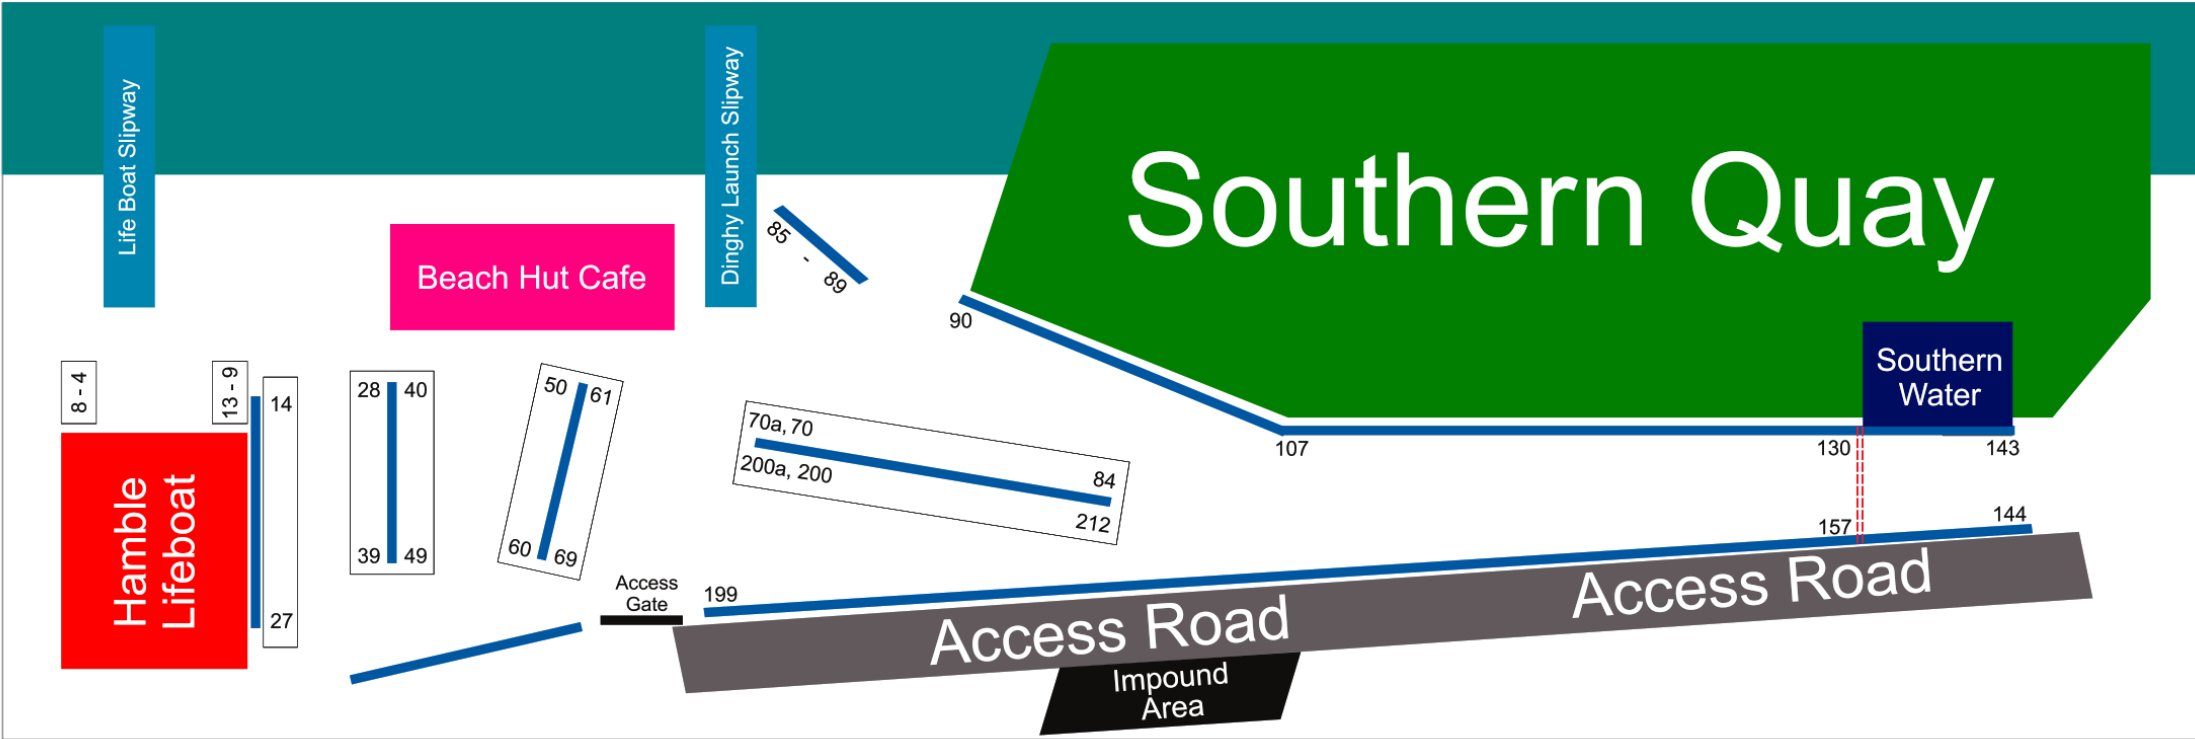 Life Boat Slipway
Dinghy Launch Slipway
Southern Quay
85 - 89
Beach Hut Cafe
90
Southern
Water
8 - 4
13 - 9
14
27
28 40
39 49
50 61
60 69
70a, 70
84
200a, 200
212
107
130
143
Hamble
Lifeboat
Access
Gate
199
157
144
Access Road
Access Road
Impound
Area